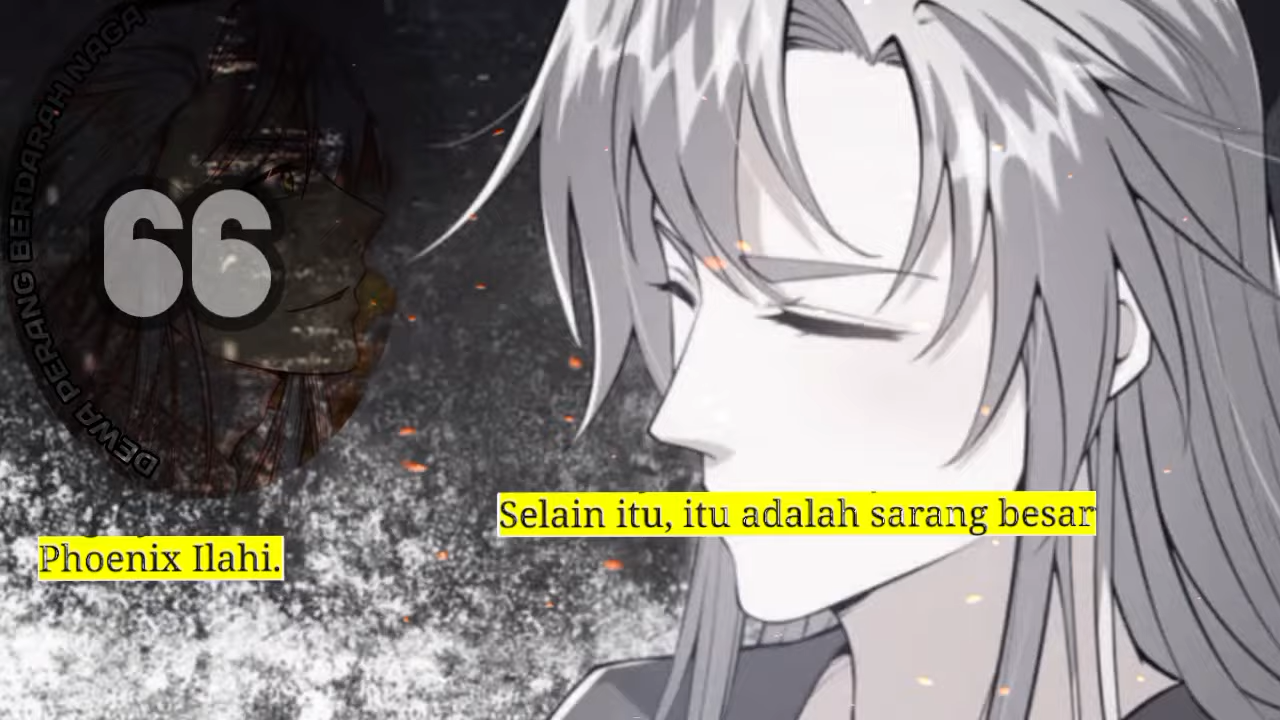 DEWA PERANG BERDARAH NAGA
66
Selain itu, itu adalah sarang besar
Phoenix Ilahi.